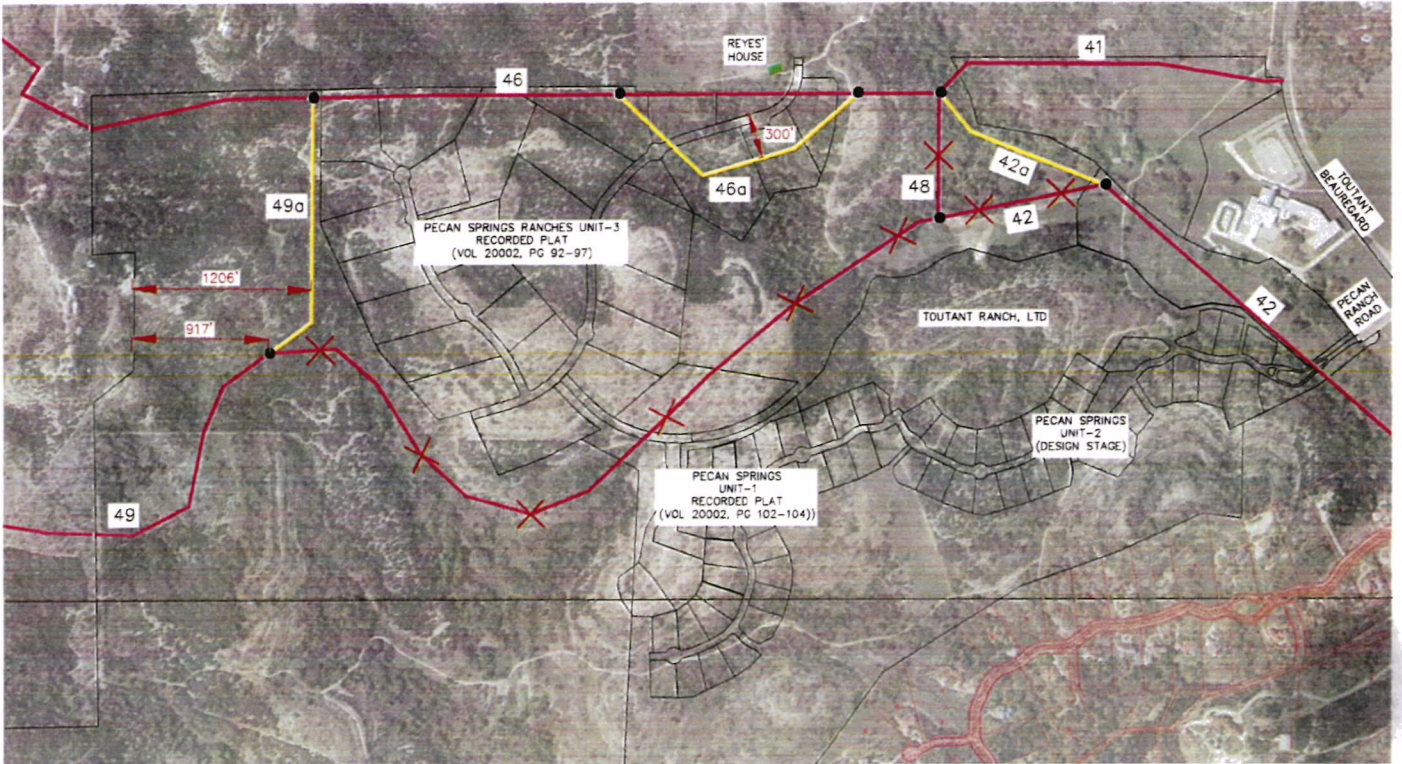 REYES'
HOUSE
41
46
300'
42a
46a
48
42
49a
TOUTANT
BEAUREGARD
PECAN SPRINGS RANCHES UNIT-3
RECORDED PLAT
(VOL 20002, PG 92-97)
1206'
917'
TOUTANT RANCH, LTD
42
PECAN
RANCH
ROAD
PECAN SPRINGS
UNIT-2
(DESIGN STAGE)
PECAN SPRINGS
UNIT-1
RECORDED PLAT
(VOL 20002, PG 102-104))
49